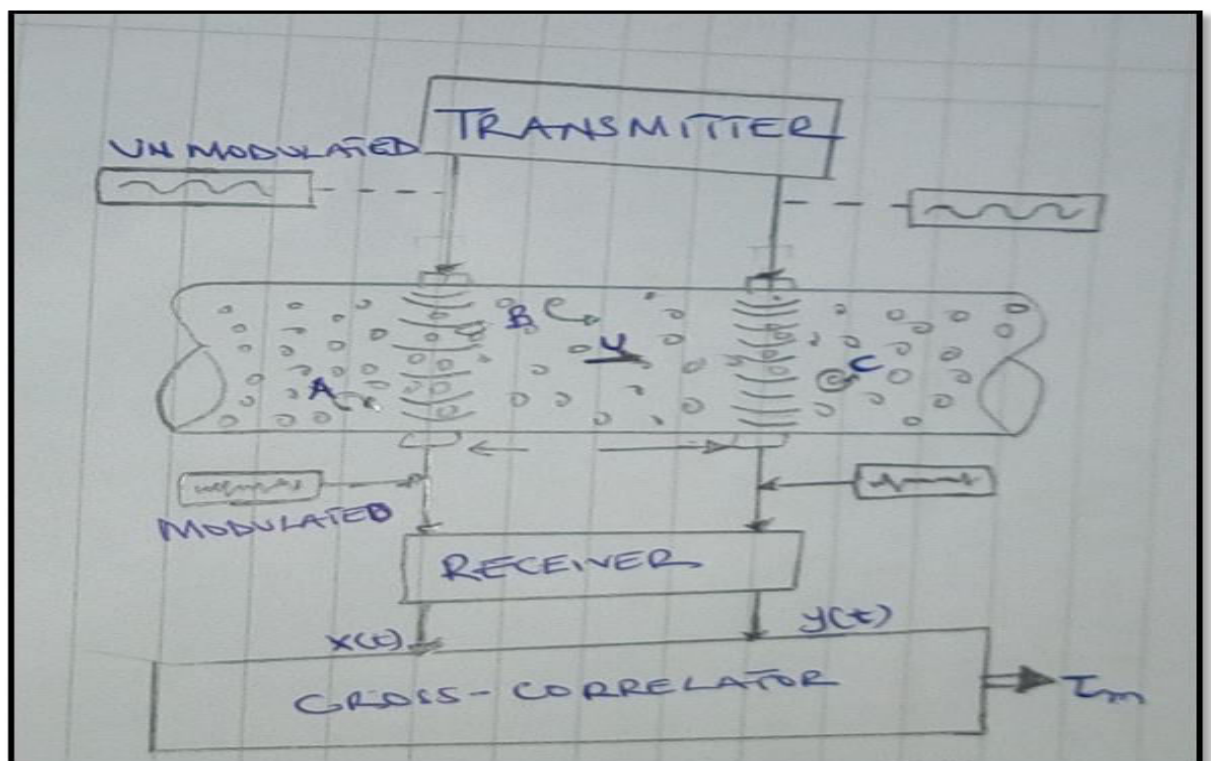 TRANSMITTER
UNMODULATED
B
U
A
C
MODULATED
RECEIVER
x(t)
y(t)
CROSS-CORRELATOR
τm